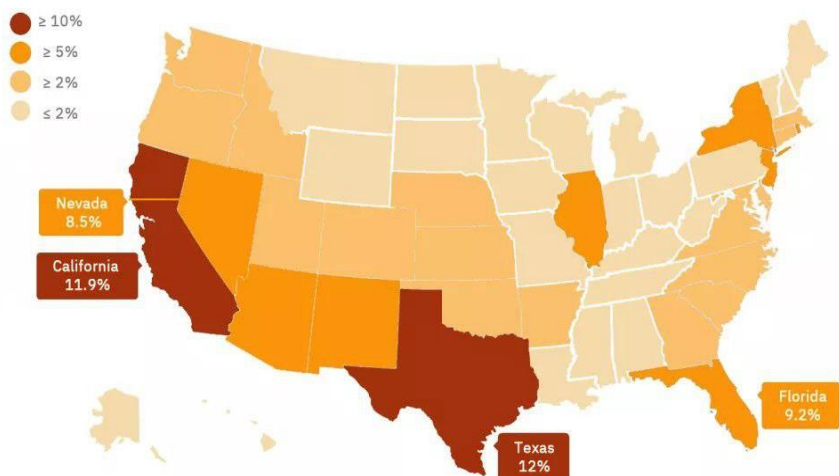 ≥ 10%
≥ 5%
≥ 2%
≤ 2%
Nevada
8.5%
California
11.9%
Texas
12%
Florida
9.2%